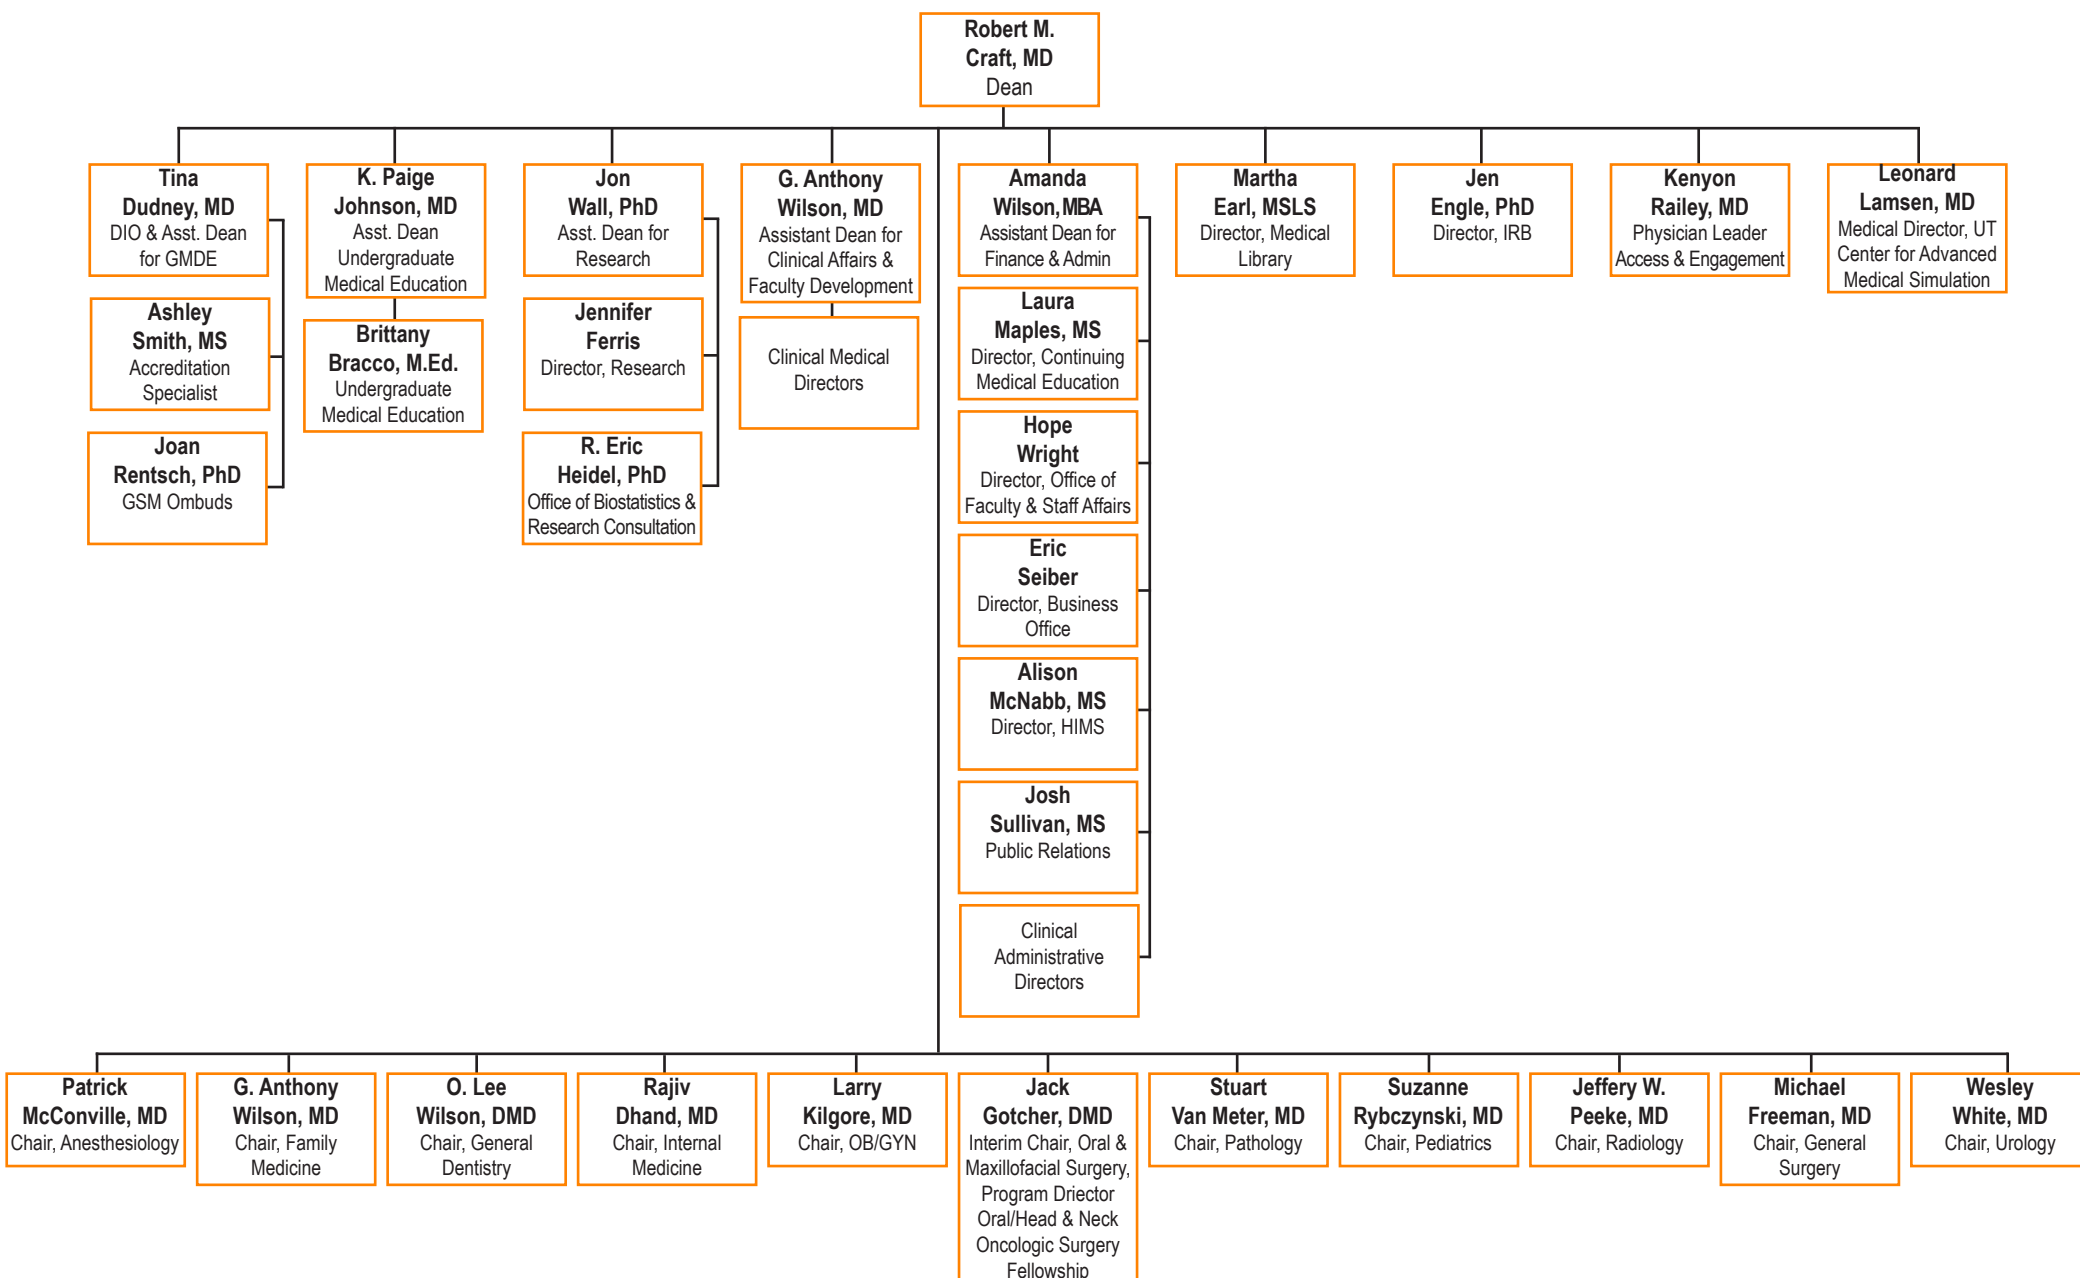 Robert M.
Craft, MD
Dean
Tina
Dudney, MD
DIO & Asst. Dean
for GMDE
K. Paige
Johnson, MD
Asst. Dean
Undergraduate
Medical Education
Jon
Wall, PhD
Asst. Dean for
Research
G. Anthony
Wilson, MD
Assistant Dean for
Clinical Affairs &
Faculty Development
Amanda
Wilson, MBA
Assistant Dean for
Finance & Admin
Martha
Earl, MSLS
Director, Medical
Library
Jen
Engle, PhD
Director, IRB
Kenyon
Railey, MD
Physician Leader
Access & Engagement
Leonard
Lamsen, MD
Medical Director, UT
Center for Advanced
Medical Simulation
Ashley
Smith, MS
Accreditation
Specialist
Brittany
Bracco, M.Ed.
Undergraduate
Medical Education
Jennifer
Ferris
Director, Research
Clinical Medical
Directors
Laura
Maples, MS
Director, Continuing
Medical Education
Joan
Rentsch, PhD
GSM Ombuds
R. Eric
Heidel, PhD
Office of Biostatistics &
Research Consultation
Hope
Wright
Director, Office of
Faculty & Staff Affairs
Eric
Seiber
Director, Business
Office
Alison
McNabb, MS
Director, HIMS
Josh
Sullivan, MS
Public Relations
Clinical
Administrative
Directors
Patrick
McConville, MD
Chair, Anesthesiology
G. Anthony
Wilson, MD
Chair, Family
Medicine
O. Lee
Wilson, DMD
Chair, General
Dentistry
Rajiv
Dhand, MD
Chair, Internal
Medicine
Larry
Kilgore, MD
Chair, OB/GYN
Jack
Gotcher, DMD
Interim Chair, Oral &
Maxillofacial Surgery,
Program Driector
Oral/Head & Neck
Oncologic Surgery
Fellowship
Stuart
Van Meter, MD
Chair, Pathology
Suzanne
Rybczynski, MD
Chair, Pediatrics
Jeffery W.
Peeke, MD
Chair, Radiology
Michael
Freeman, MD
Chair, General
Surgery
Wesley
White, MD
Chair, Urology